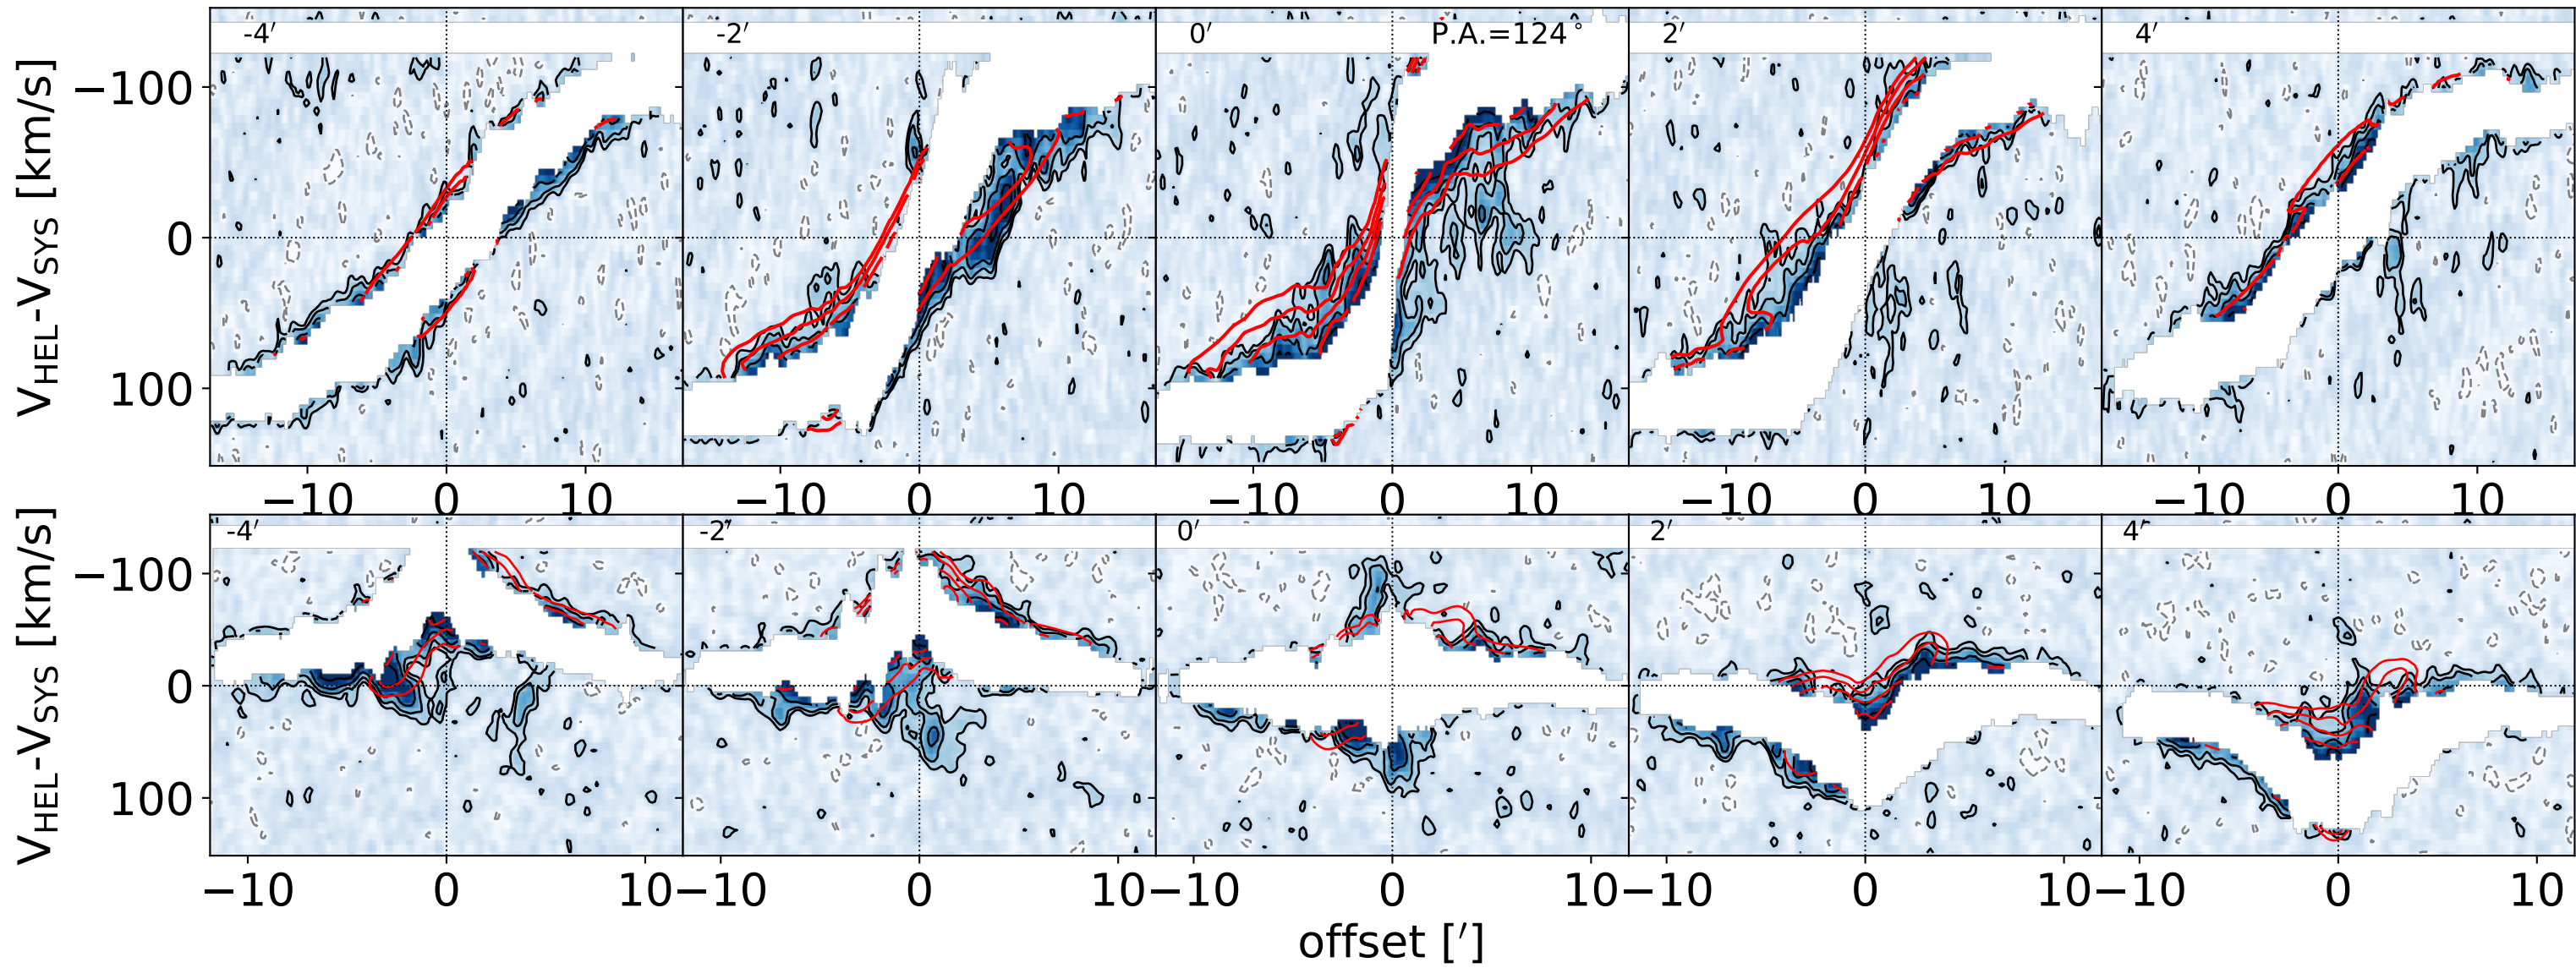 -4′ -2′ 0′ P.A.=124° 2′ 4′
V_HEL-V_SYS [km/s]
−100
0
100
−10 0 10 −10 0 10 −10 0 10 −10 0 10 −10 0 10
-4′ -2′ 0′ 2′ 4′
V_HEL-V_SYS [km/s]
−100
0
100
−10 0 10 −10 0 10 −10 0 10 −10 0 10 −10 0 10
offset [′]